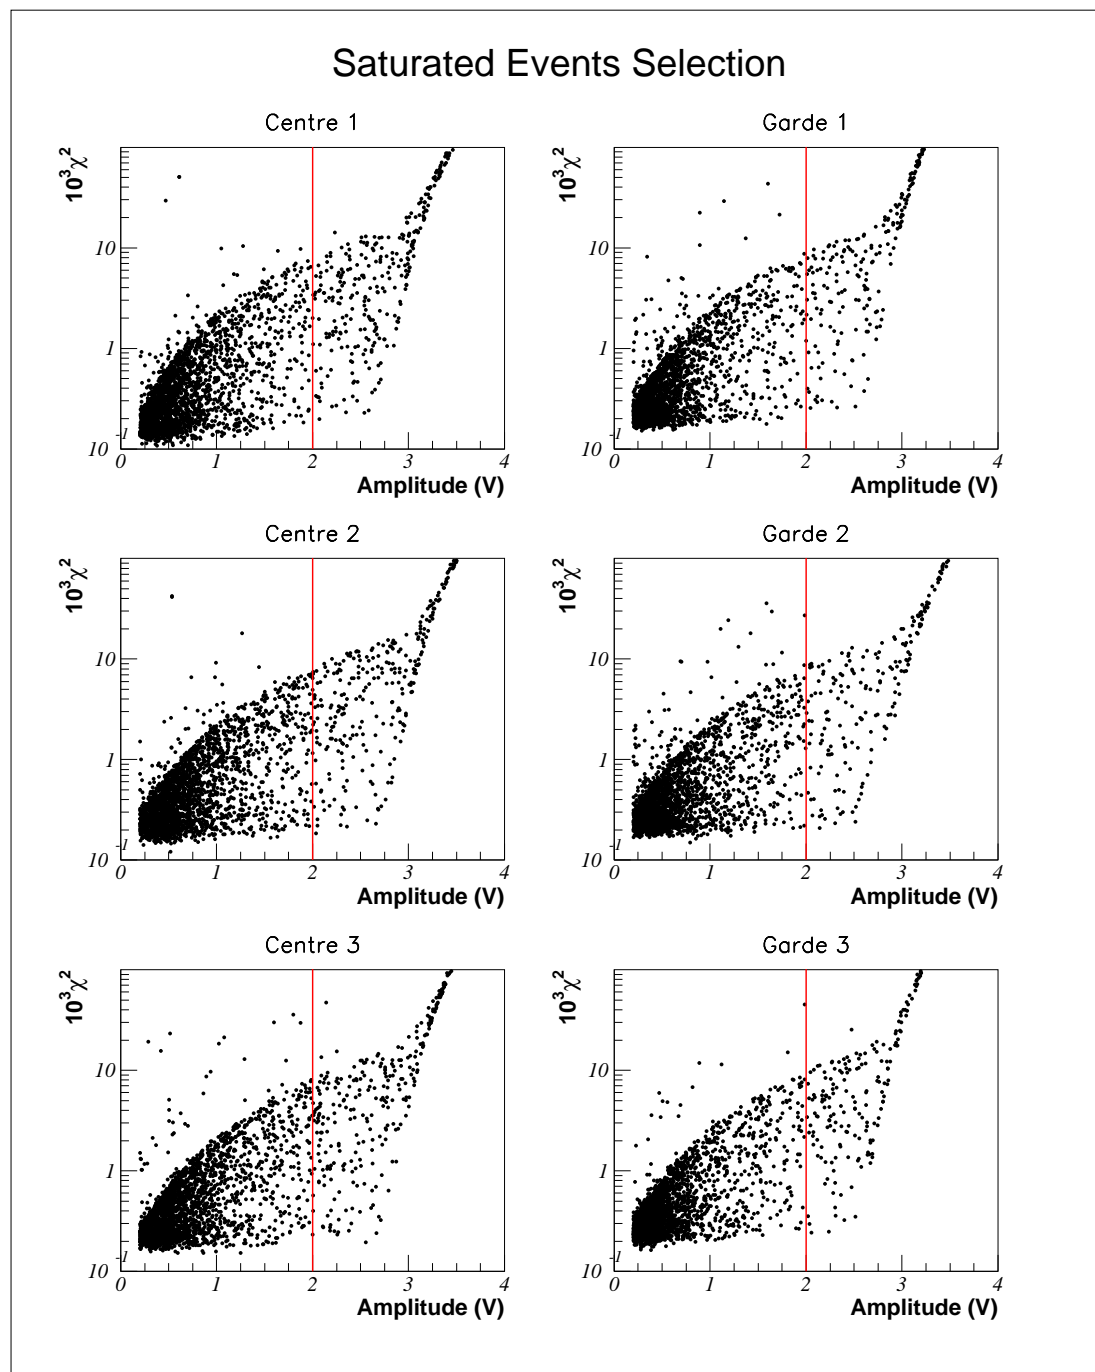 Saturated Events Selection
Centre 1
Garde 1
10³χ²
10
1
10⁻¹
0 1 2 3 4
Amplitude (V)
10³χ²
10
1
10⁻¹
0 1 2 3 4
Amplitude (V)
Centre 2
Garde 2
10³χ²
10
1
10⁻¹
0 1 2 3 4
Amplitude (V)
10³χ²
10
1
10⁻¹
0 1 2 3 4
Amplitude (V)
Centre 3
Garde 3
10³χ²
10
1
10⁻¹
0 1 2 3 4
Amplitude (V)
10³χ²
10
1
10⁻¹
0 1 2 3 4
Amplitude (V)